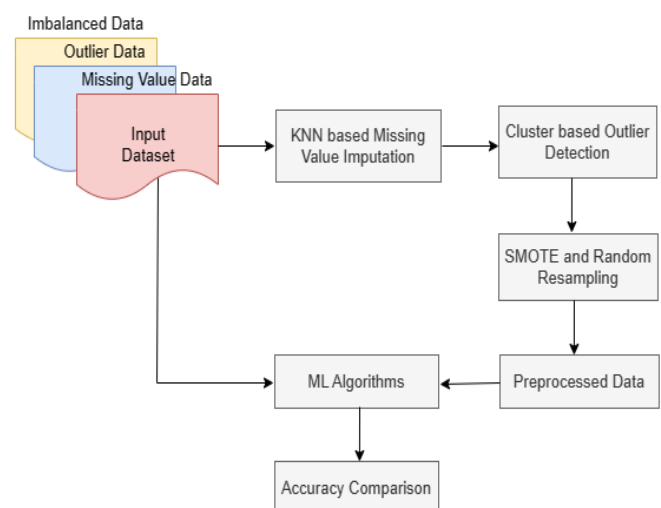 Imbalanced Data
Outlier Data
Missing Value Data
Input
Dataset
KNN based Missing
Value Imputation
Cluster based Outlier
Detection
SMOTE and Random
Resampling
ML Algorithms
Preprocessed Data
Accuracy Comparison